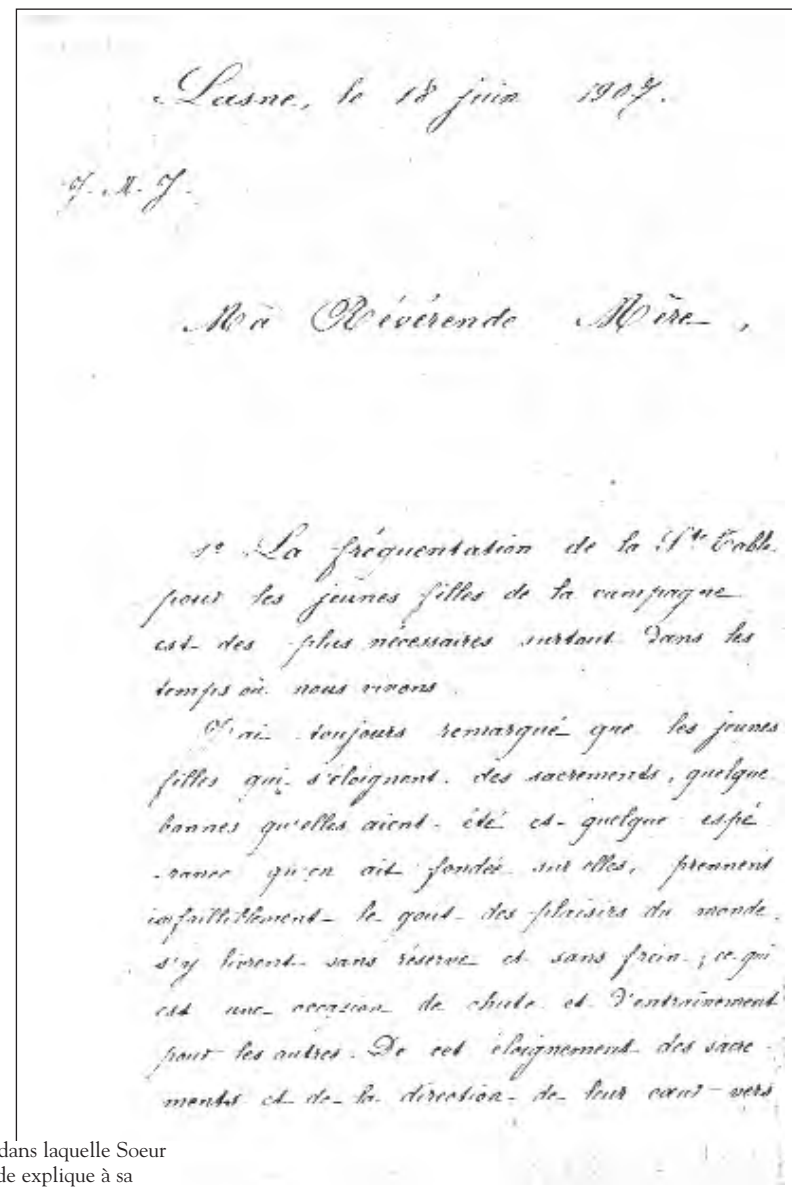 Lasne, le 18 juin 1907.
J. M. J.
Ma Révérende Mère,
1º La fréquentation de la Ste Table
pour les jeunes filles de la campagne
est des plus nécessaires surtout dans les
temps où nous vivons.
J'ai toujours remarqué que les jeunes
filles qui s'éloignent des sacrements, quelque
bonnes qu'elles aient été et quelque espé
-rance qu'on ait fondée sur elles, prennent
infailliblement le goût des plaisirs du monde,
s'y livrent sans réserve et sans frein ; ce qui
est une occasion de chute et d'entraînement
pour les autres. De cet éloignement des sacre-
ments et de la direction de leur cœur vers
dans laquelle Soeur
de explique à sa